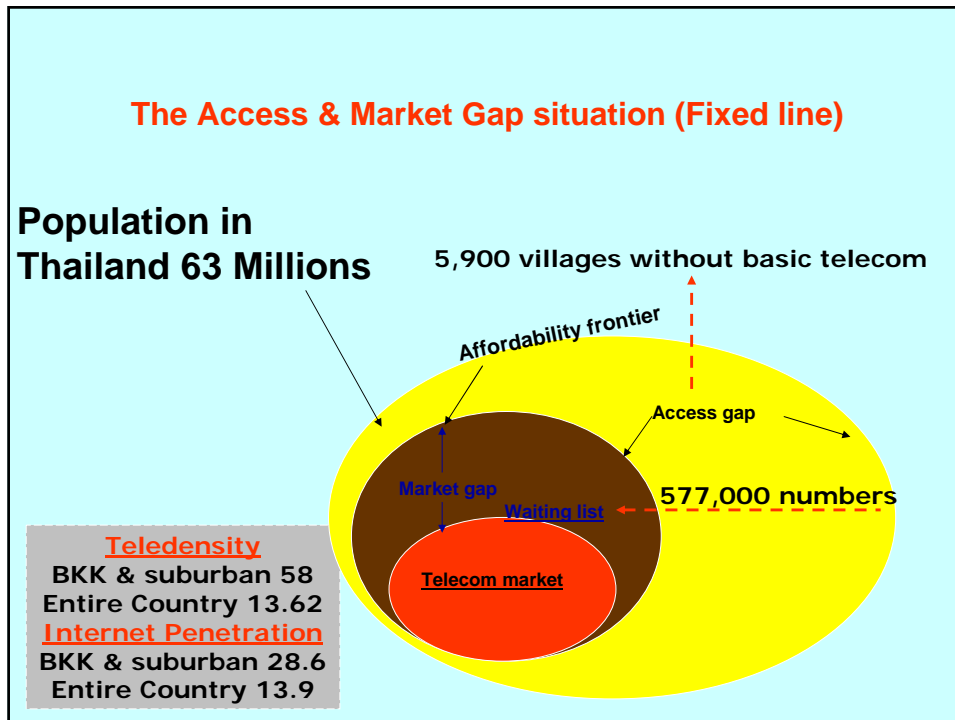 The Access & Market Gap situation (Fixed line)
Population in
Thailand 63 Millions
5,900 villages without basic telecom
Affordability frontier
Access gap
Market gap
577,000 numbers
Waiting list
Telecom market
Teledensity
BKK & suburban 58
Entire Country 13.62
Internet Penetration
BKK & suburban 28.6
Entire Country 13.9